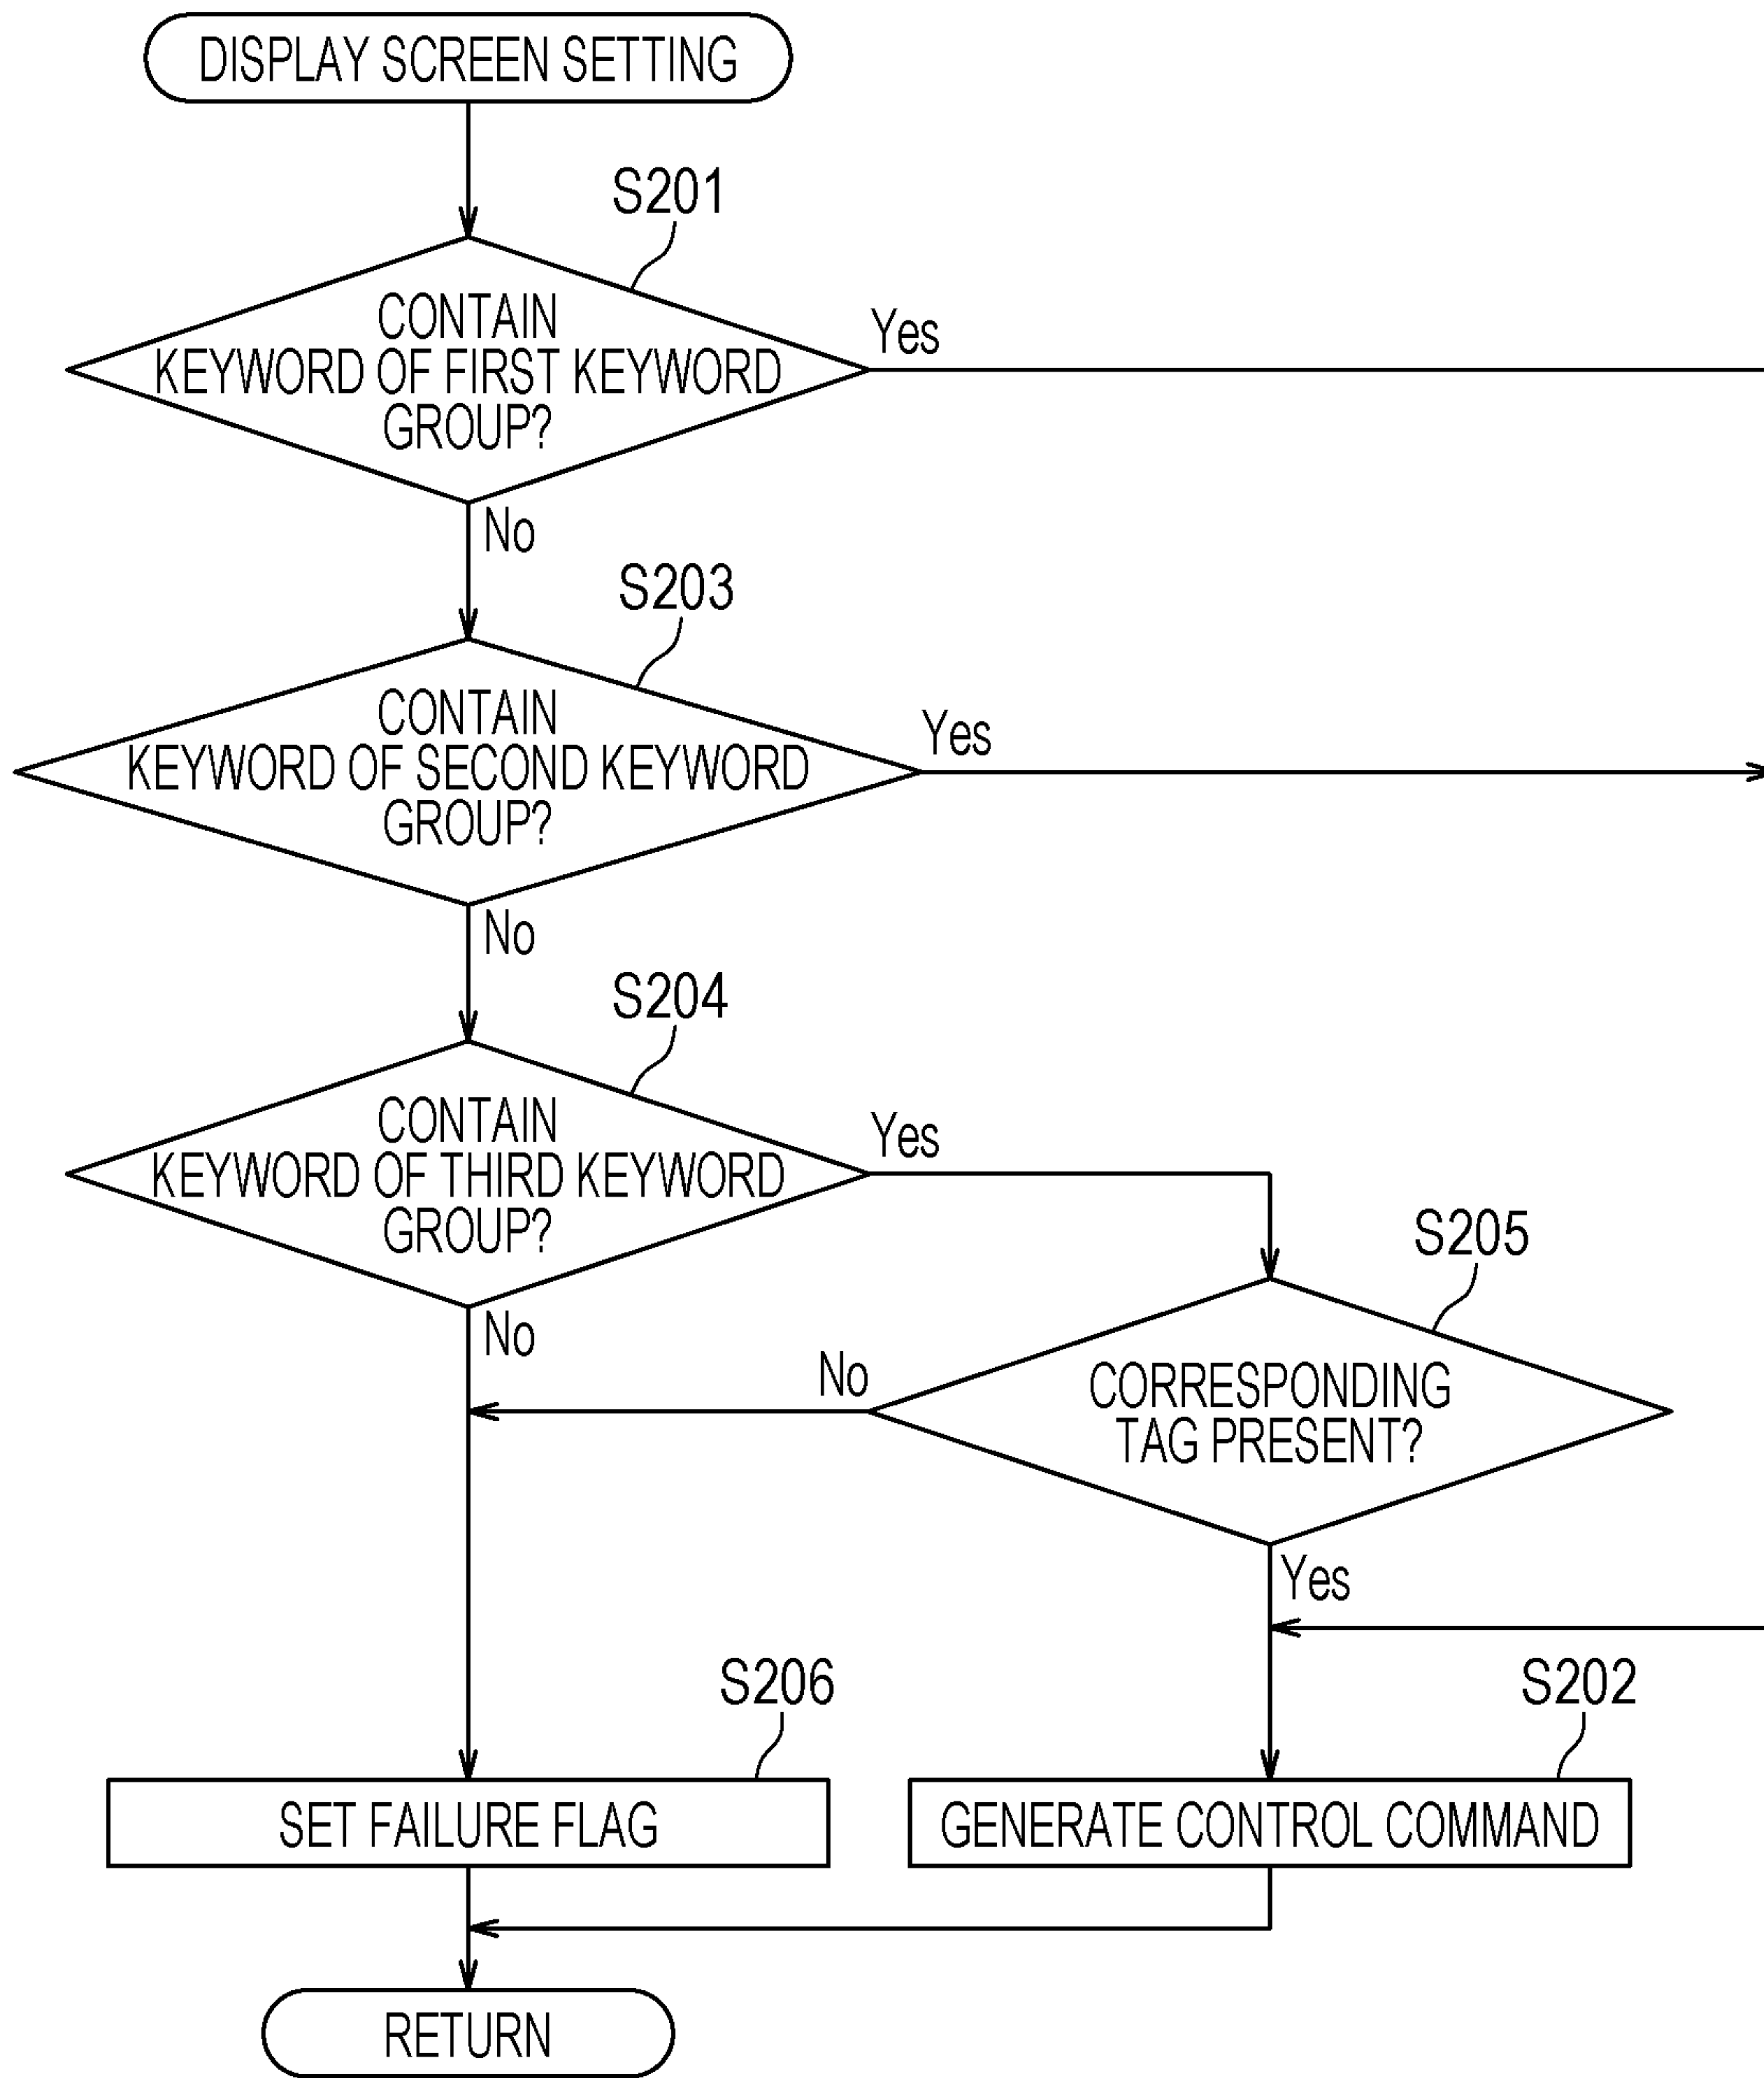 DISPLAY SCREEN SETTING
S201
CONTAIN
KEYWORD OF FIRST KEYWORD
GROUP?
Yes
No
S203
CONTAIN
KEYWORD OF SECOND KEYWORD
GROUP?
Yes
No
S204
CONTAIN
KEYWORD OF THIRD KEYWORD
GROUP?
Yes
No
S205
CORRESPONDING
TAG PRESENT?
No
Yes
S206
SET FAILURE FLAG
S202
GENERATE CONTROL COMMAND
RETURN